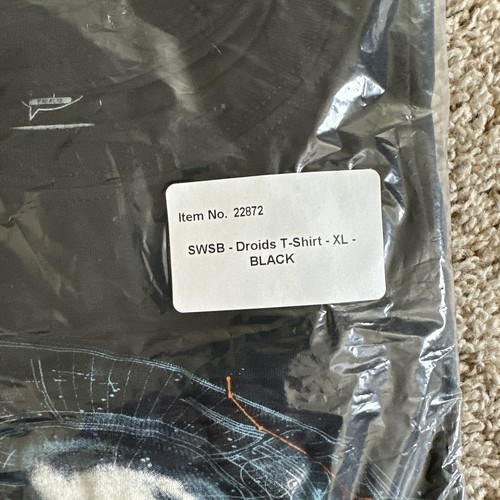 Item No. 22872
SWSB - Droids T-Shirt - XL -
BLACK